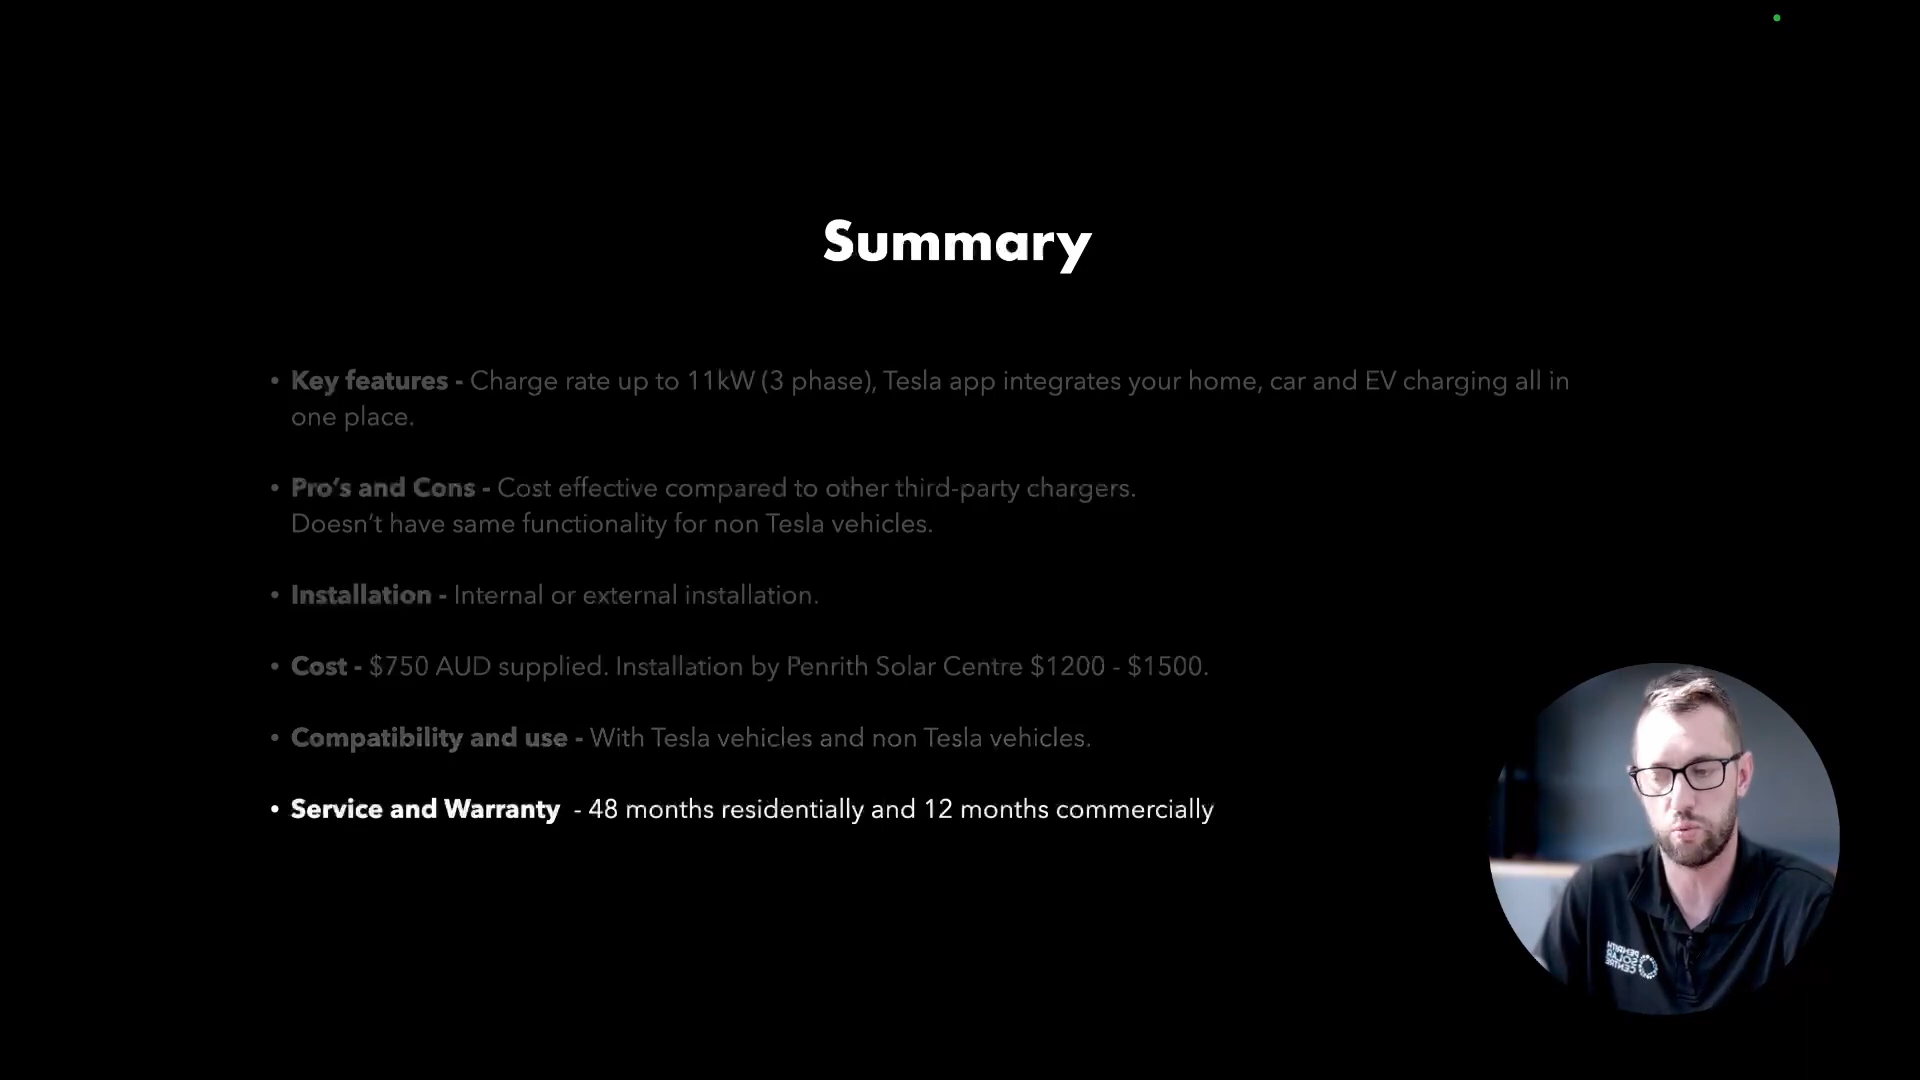 Summary
• Key features - Charge rate up to 11kW (3 phase), Tesla app integrates your home, car and EV charging all in
one place.
• Pro’s and Cons - Cost effective compared to other third-party chargers.
Doesn’t have same functionality for non Tesla vehicles.
• Installation - Internal or external installation.
• Cost - $750 AUD supplied. Installation by Penrith Solar Centre $1200 - $1500.
• Compatibility and use - With Tesla vehicles and non Tesla vehicles.
• Service and Warranty - 48 months residentially and 12 months commercially
PENRITH
SOLAR
CENTRE